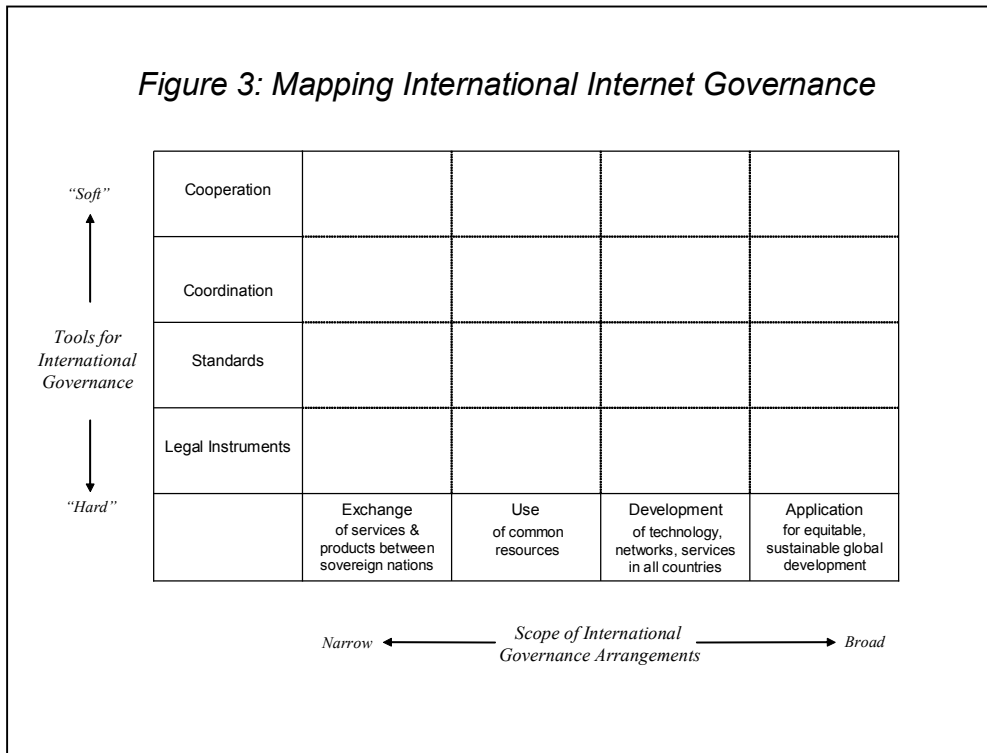 Figure 3: Mapping International Internet Governance
“Soft”
Tools for
International
Governance
“Hard”
Cooperation
Coordination
Standards
Legal Instruments
Exchange
of services &
products between
sovereign nations
Use
of common
resources
Development
of technology,
networks, services
in all countries
Application
for equitable,
sustainable global
development
Narrow
Scope of International
Governance Arrangements
Broad